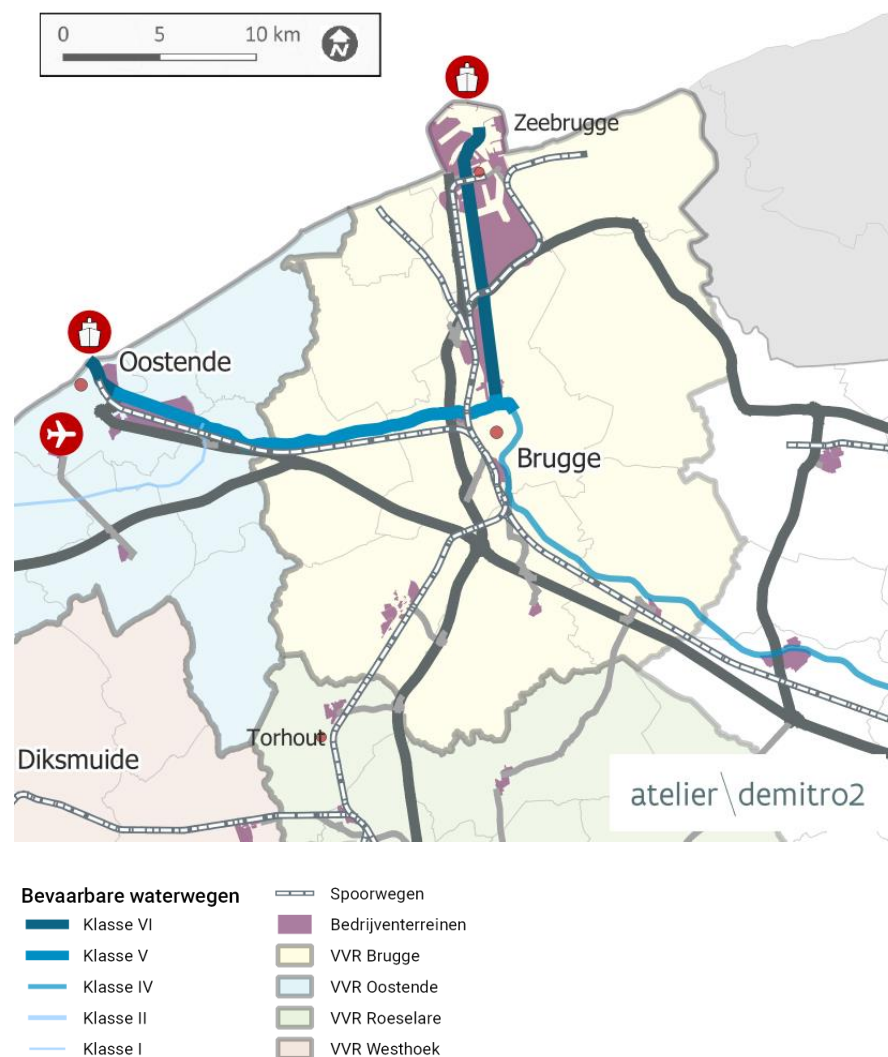 0 5 10 km
N
Zeebrugge
Oostende
Brugge
Torhout
Diksmuide
atelier\demitro2
Bevaarbare waterwegen
Klasse VI
Klasse V
Klasse IV
Klasse II
Klasse I
Spoorwegen
Bedrijventerreinen
VVR Brugge
VVR Oostende
VVR Roeselare
VVR Westhoek